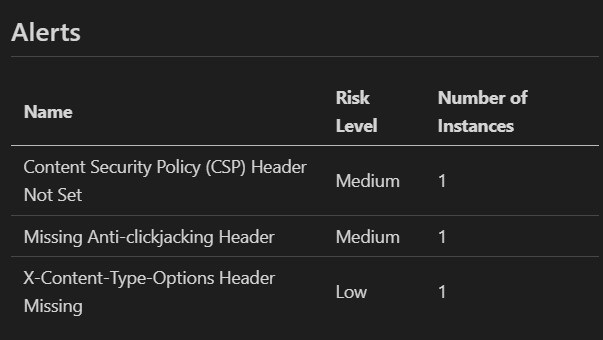 Alerts
Name
Risk
Level
Number of
Instances
Content Security Policy (CSP) Header
Not Set
Medium
1
Missing Anti-clickjacking Header
Medium
1
X-Content-Type-Options Header
Missing
Low
1